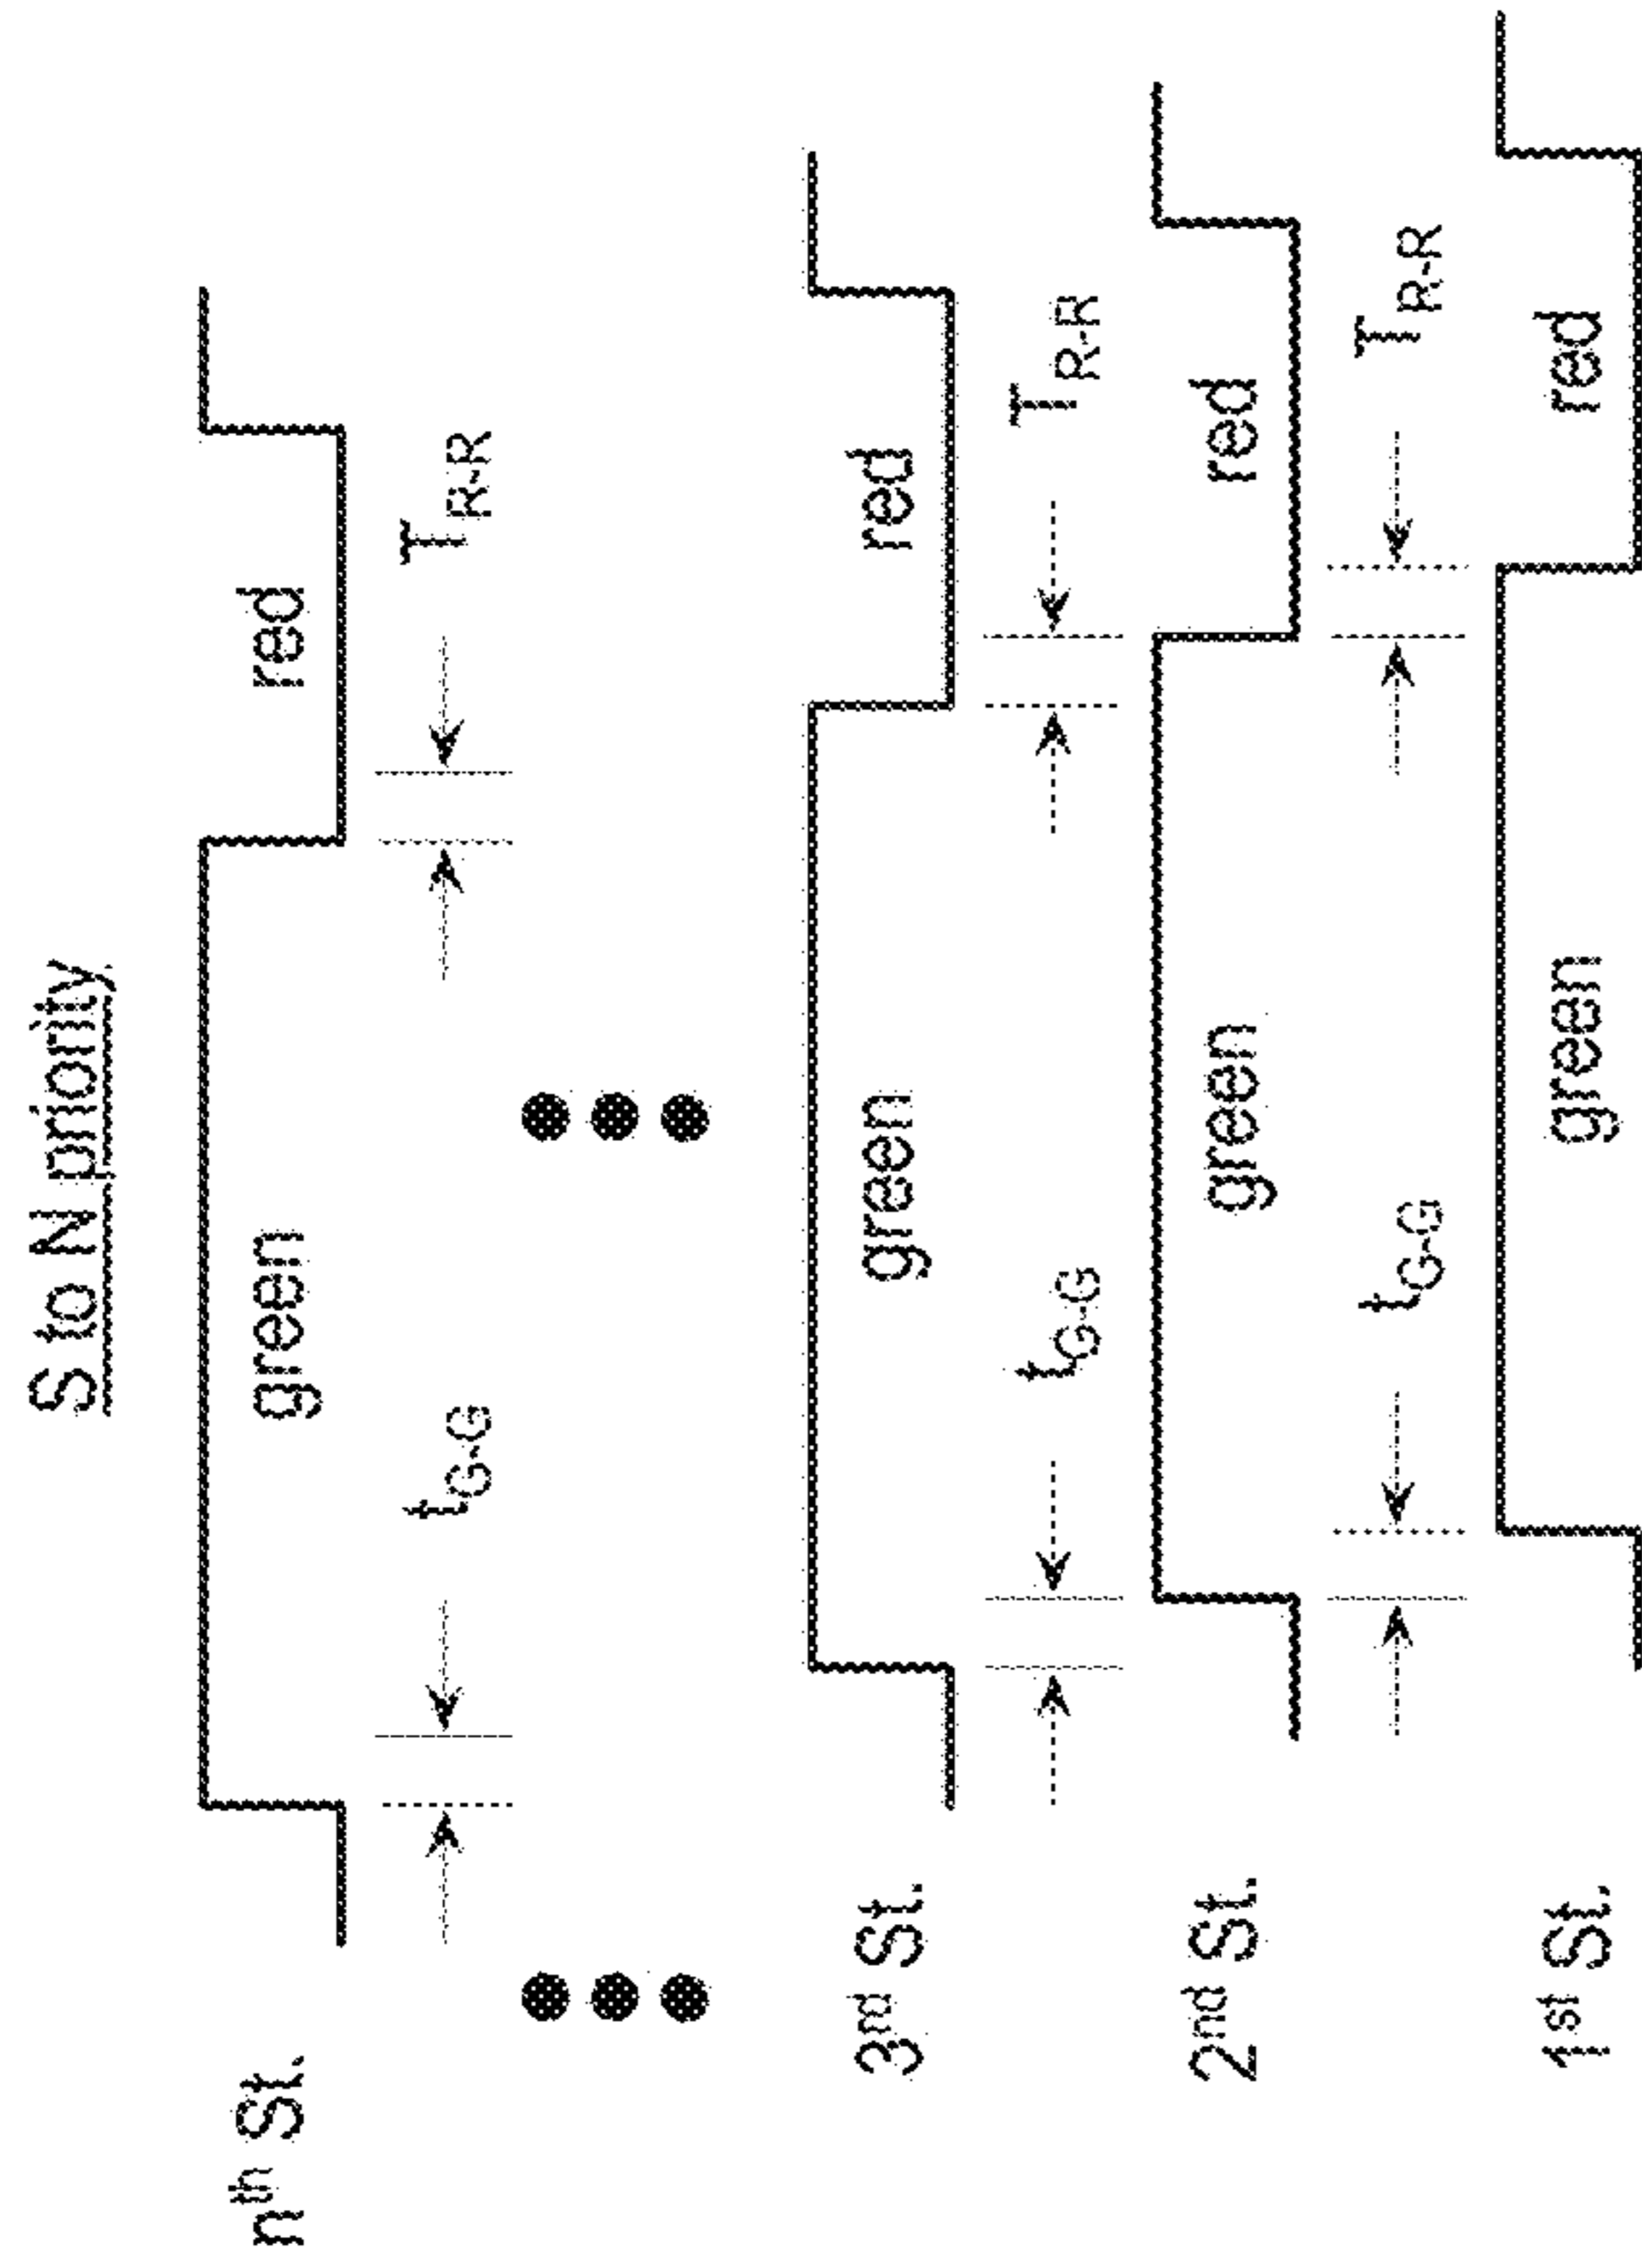 S to N priority
nth St.
green
red
tG-G
TR-R
3rd St.
green
red
tG-G
TR-R
2nd St.
green
red
tG-G
TR-R
1st St.
green
red